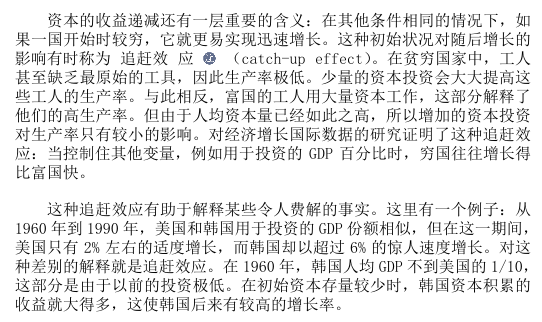 资本的收益递减还有一层重要的含义：在其他条件相同的情况下，如
果一国开始时较穷，它就更易实现迅速增长。这种初始状况对随后增长的
影响有时称为 追赶效 应 （catch-up effect）。在贫穷国家中，工人
甚至缺乏最原始的工具，因此生产率极低。少量的资本投资会大大提高这
些工人的生产率。与此相反，富国的工人用大量资本工作，这部分解释了
他们的高生产率。但由于人均资本量已经如此之高，所以增加的资本投资
对生产率只有较小的影响。对经济增长国际数据的研究证明了这种追赶效
应：当控制住其他变量，例如用于投资的 GDP 百分比时，穷国往往增长得
比富国快。
这种追赶效应有助于解释某些令人费解的事实。这里有一个例子：从
1960 年到 1990 年，美国和韩国用于投资的 GDP 份额相似，但在这一期间，
美国只有 2% 左右的适度增长，而韩国却以超过 6% 的惊人速度增长。对这
种差别的解释就是追赶效应。在 1960 年，韩国人均 GDP 不到美国的 1/10，
这部分是由于以前的投资极低。在初始资本存量较少时，韩国资本积累的
收益就大得多，这使韩国后来有较高的增长率。